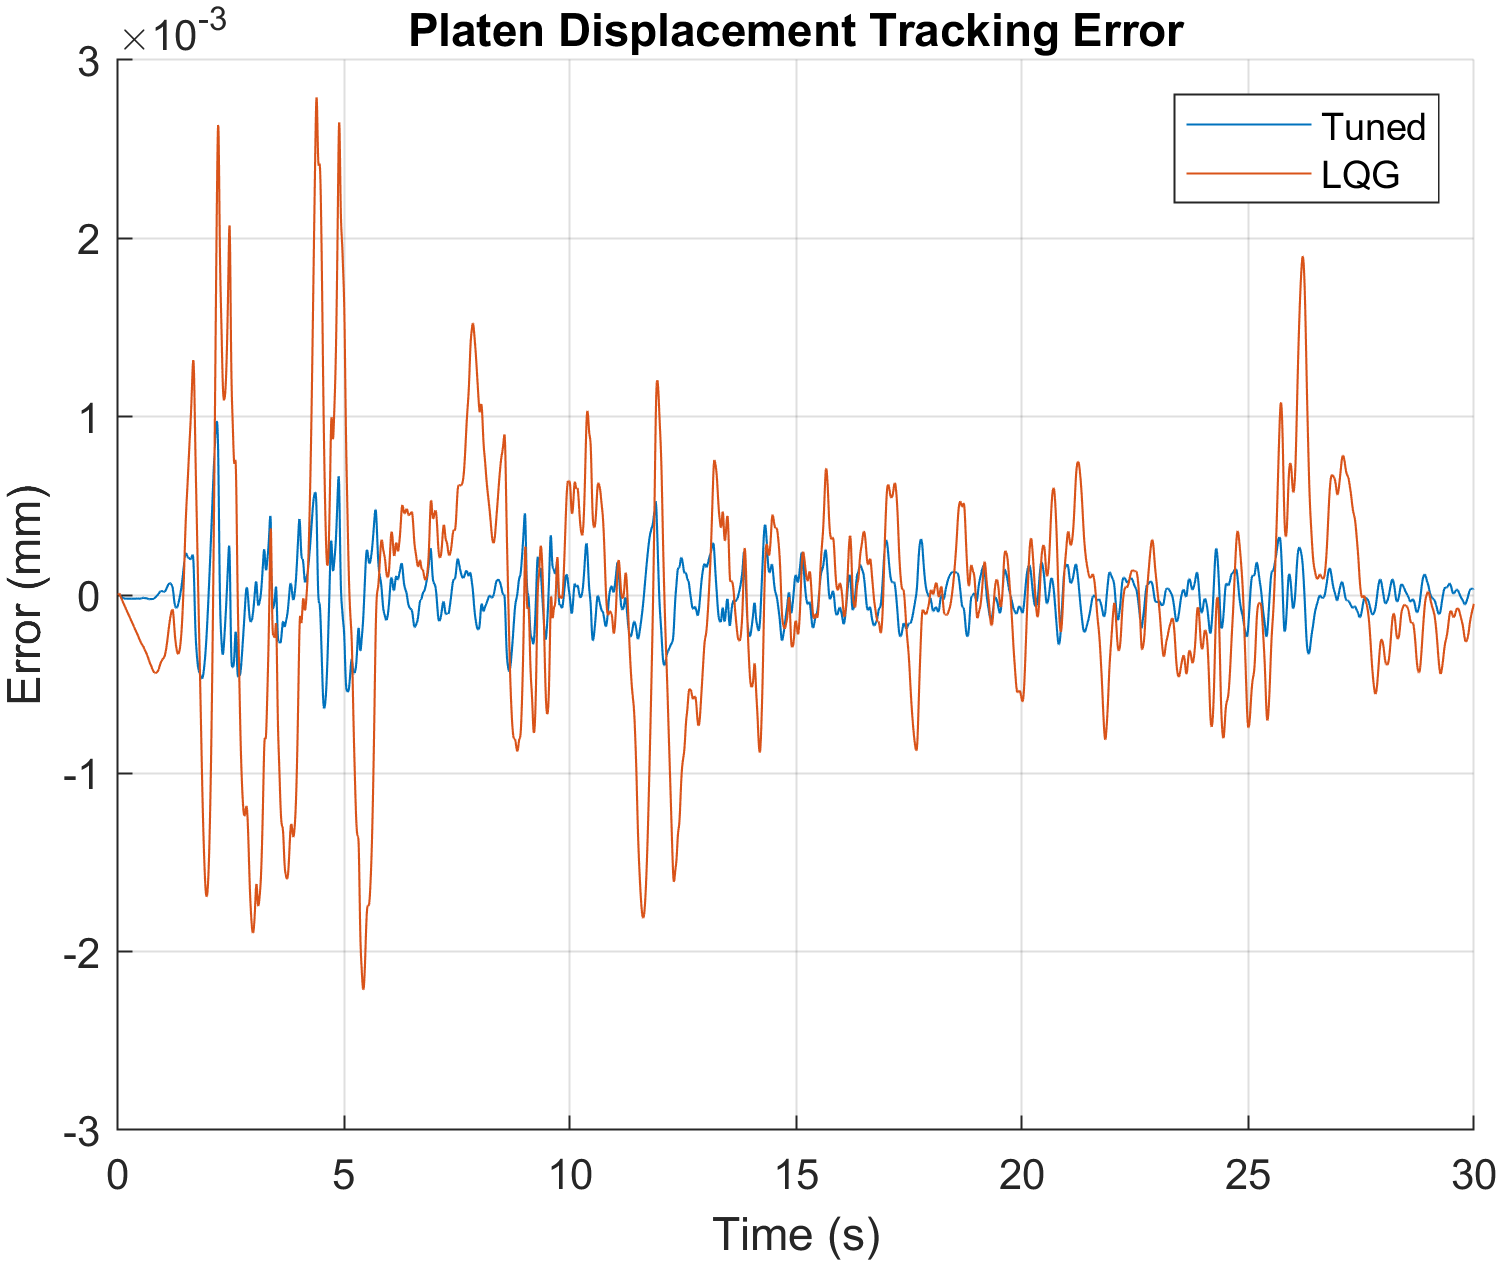 Platen Displacement Tracking Error
×10⁻³
3
2
1
0
-1
-2
-3
Error (mm)
Tuned
LQG
0 5 10 15 20 25 30
Time (s)